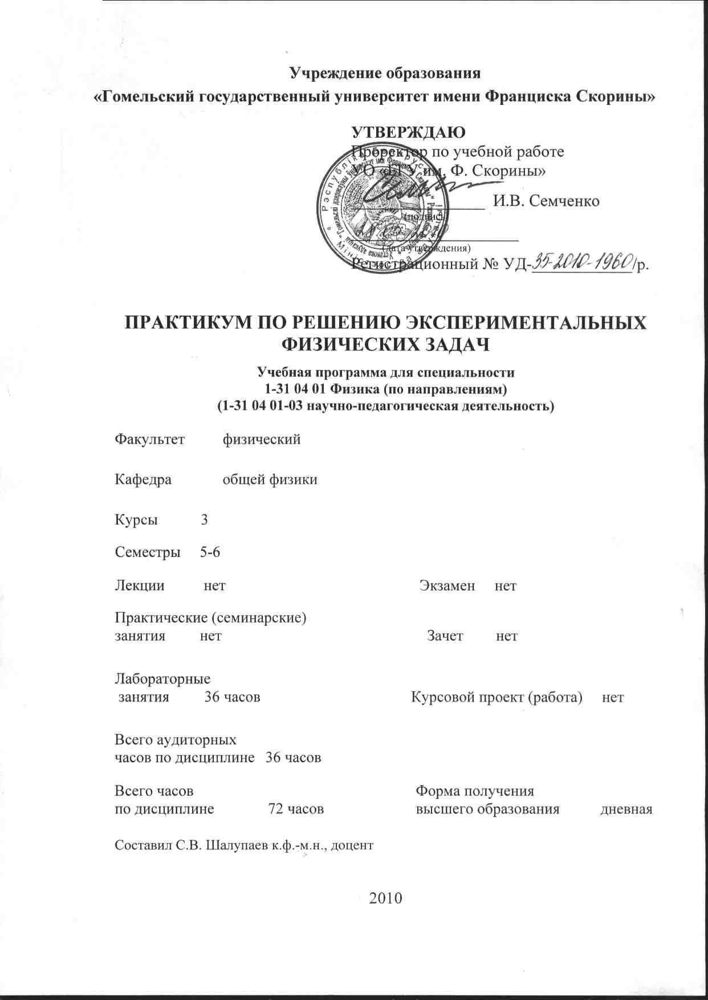 Учреждение образования
«Гомельский государственный университет имени Франциска Скорины»
УТВЕРЖДАЮ
Проректор по учебной работе
УО «ГГУ им. Ф. Скорины»
И.В. Семченко
(подпись)
(дата утверждения)
Регистрационный № УД-35-2010-1960/р.
ПРАКТИКУМ ПО РЕШЕНИЮ ЭКСПЕРИМЕНТАЛЬНЫХ
ФИЗИЧЕСКИХ ЗАДАЧ
Учебная программа для специальности
1-31 04 01 Физика (по направлениям)
(1-31 04 01-03 научно-педагогическая деятельность)
Факультет физический
Кафедра общей физики
Курсы 3
Семестры 5-6
Лекции нет Экзамен нет
Практические (семинарские)
занятия нет Зачет нет
Лабораторные
занятия 36 часов Курсовой проект (работа) нет
Всего аудиторных
часов по дисциплине 36 часов
Всего часов Форма получения
по дисциплине 72 часов высшего образования дневная
Составил С.В. Шалупаев к.ф.-м.н., доцент
2010